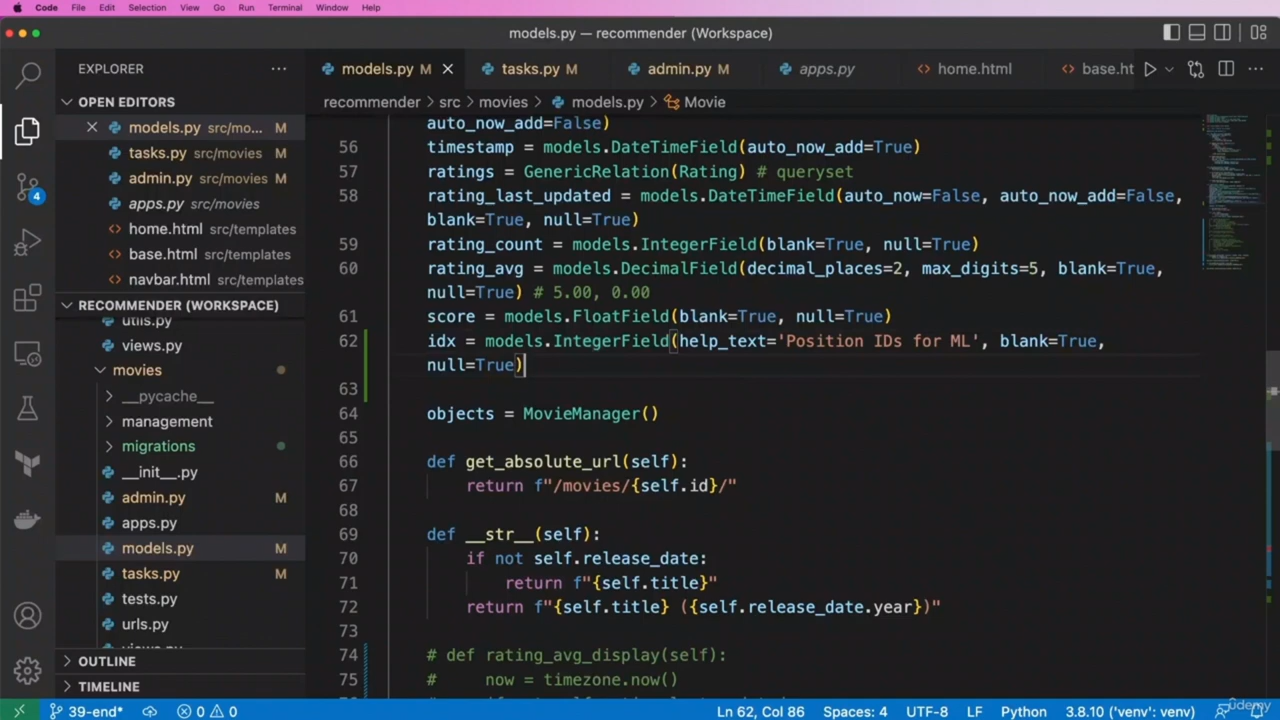 Code File Edit Selection View Go Run Terminal Window Help
models.py — recommender (Workspace)
EXPLORER
models.py M
tasks.py M
admin.py M
apps.py
home.html
base.ht
OPEN EDITORS
recommender > src > movies > models.py > Movie
models.py src/mo... M
tasks.py src/movies M
admin.py src/movies M
apps.py src/movies
home.html src/templates
base.html src/templates
navbar.html src/templates
RECOMMENDER (WORKSPACE)
utils.py
views.py
movies
__pycache__
management
migrations
__init__.py
admin.py M
apps.py
models.py M
tasks.py M
tests.py
urls.py
views.py
OUTLINE
TIMELINE
4
auto_now_add=False)
56 timestamp = models.DateTimeField(auto_now_add=True)
57 ratings = GenericRelation(Rating) # queryset
58 rating_last_updated = models.DateTimeField(auto_now=False, auto_now_add=False,
blank=True, null=True)
59 rating_count = models.IntegerField(blank=True, null=True)
60 rating_avg = models.DecimalField(decimal_places=2, max_digits=5, blank=True,
null=True) # 5.00, 0.00
61 score = models.FloatField(blank=True, null=True)
62 idx = models.IntegerField(help_text='Position IDs for ML', blank=True,
null=True)
63
64 objects = MovieManager()
65
66 def get_absolute_url(self):
67 return f"/movies/{self.id}/"
68
69 def __str__(self):
70 if not self.release_date:
71 return f"{self.title}"
72 return f"{self.title} ({self.release_date.year})"
73
74 # def rating_avg_display(self):
75 # now = timezone.now()
39-end* 0 0 Ln 62, Col 86 Spaces: 4 UTF-8 LF Python 3.8.10 ('venv': venv)
ûdemy